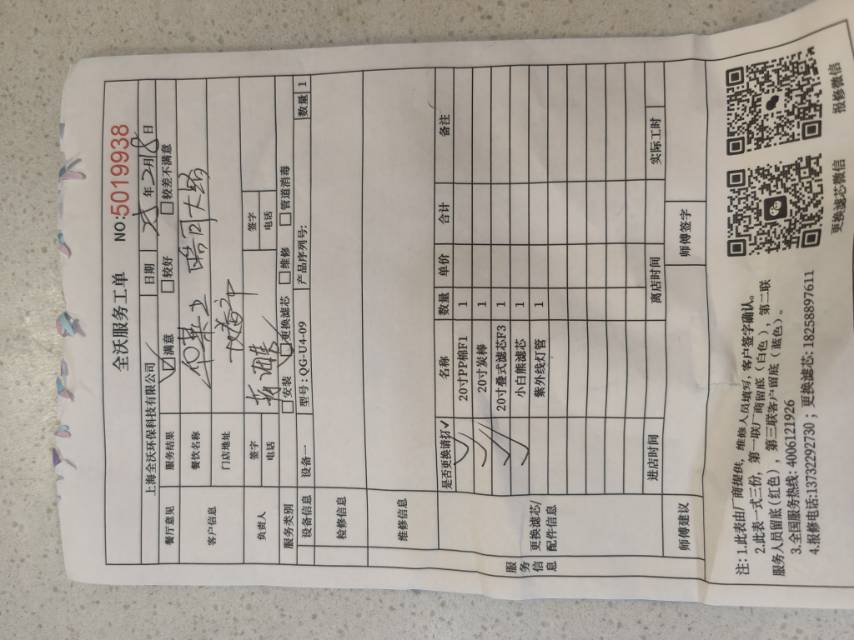 全沃服务工单 NO:5019938
上海全沃环保科技有限公司 日期 年 2 月 日
餐厅意见 服务结果 ☑满意 □较好 □较差不满意
客户信息 餐饮名称
门店地址
负责人 签字 签字
电话 电话
服务类别 □安装 ☑更换滤芯 □维修 □管道消毒
设备信息 设备一 型号:QG-U4-09 产品序列号: 数量 1
检修信息
维修信息
服务信息
更换滤芯/配件信息
是否更换请打✓ 名称 数量 单价 合计 备注
✓ 20寸PP棉F1 1
✓ 20寸炭棒 1
✓ 20寸叠式滤芯F3 1
✓ 小白熊滤芯 1
紫外线灯管 1
进店时间 离店时间 实际工时
师傅建议 师傅签字
注: 1.此表由厂商提供, 维修人员填写, 客户签字确认。
2.此表一式三份, 第一联厂商留底(白色), 第二联
服务人员留底(红色), 第三联客户留底(蓝色)。
3.全国服务热线: 4006121926
4.报修电话:13732292730 ; 更换滤芯: 18258897611
更换滤芯微信 报修微信